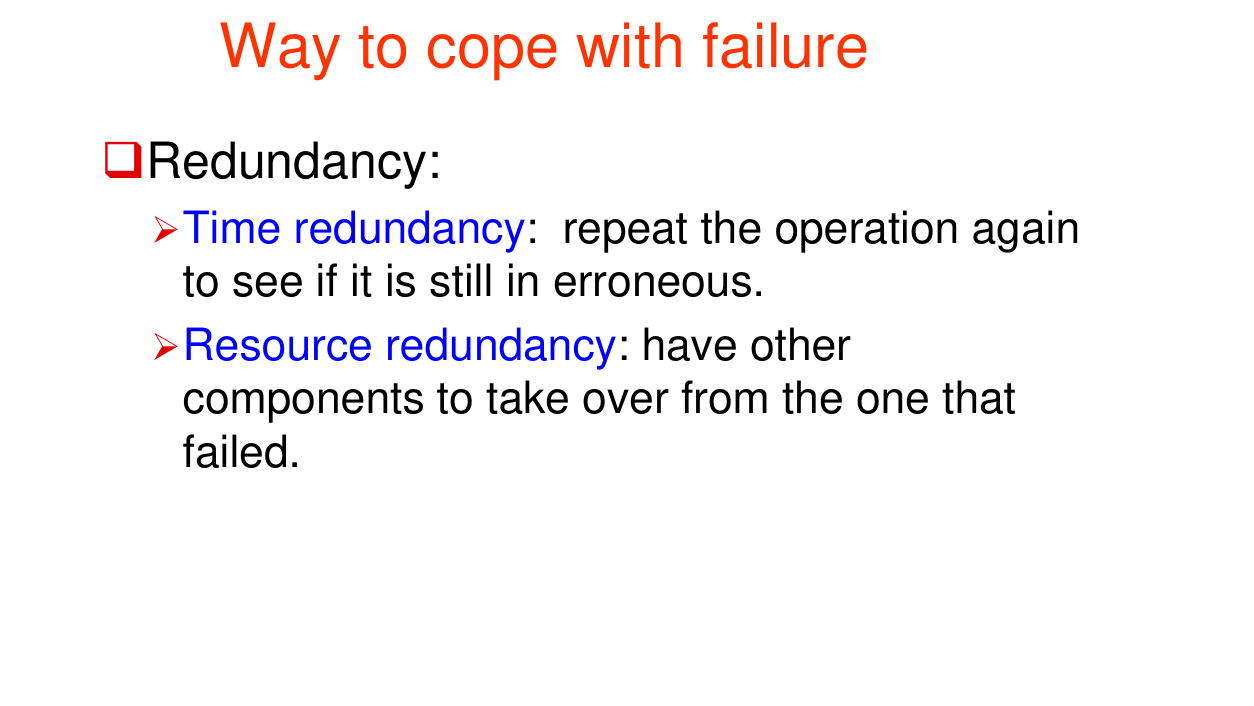 Way to cope with failure
❑Redundancy:
➢Time redundancy:  repeat the operation again
to see if it is still in erroneous.
➢Resource redundancy: have other
components to take over from the one that
failed.